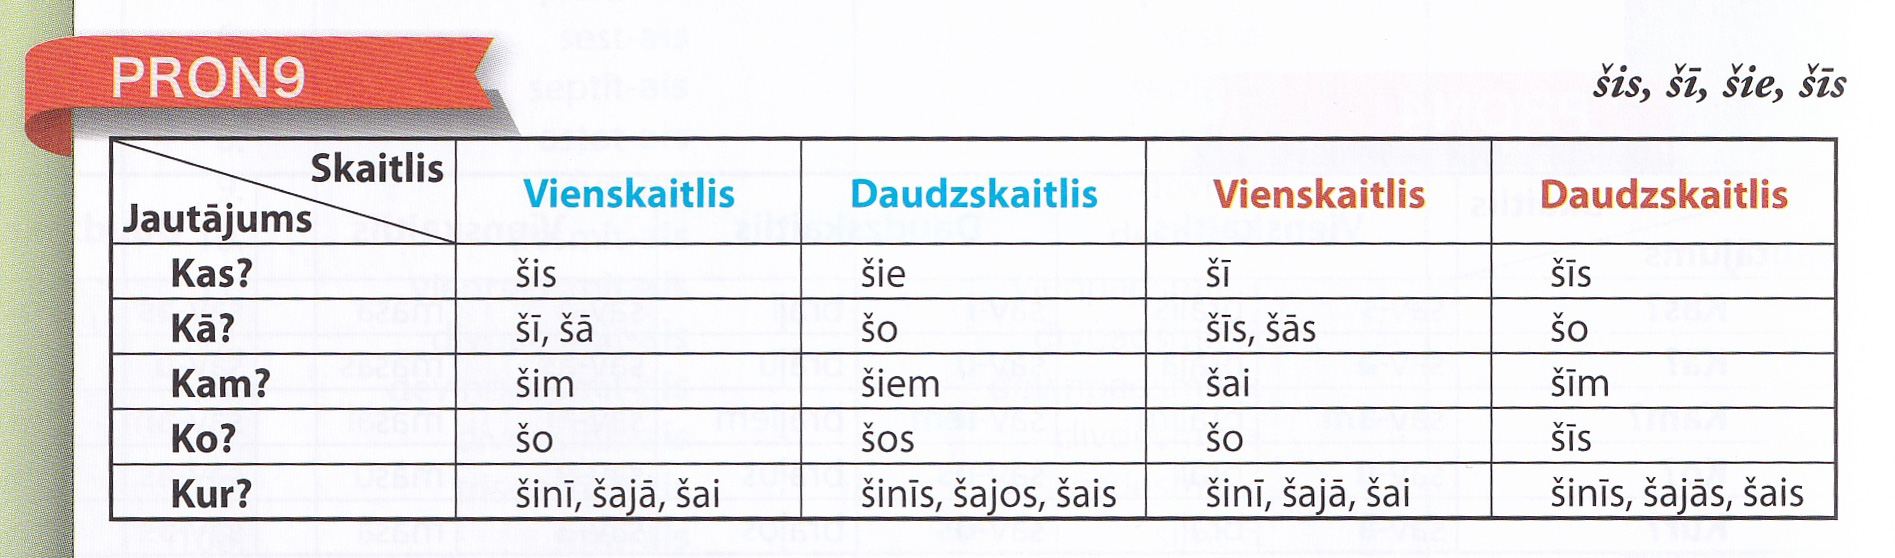 PRON9
šis, šī, šie, šīs
Skaitlis
Jautājums
Vienskaitlis Daudzskaitlis Vienskaitlis Daudzskaitlis
Kas? šis šie šī šīs
Kā? šī, šā šo šīs, šās šo
Kam? šim šiem šai šīm
Ko? šo šos šo šīs
Kur? šinī, šajā, šai šinīs, šajos, šais šinī, šajā, šai šinīs, šajās, šais